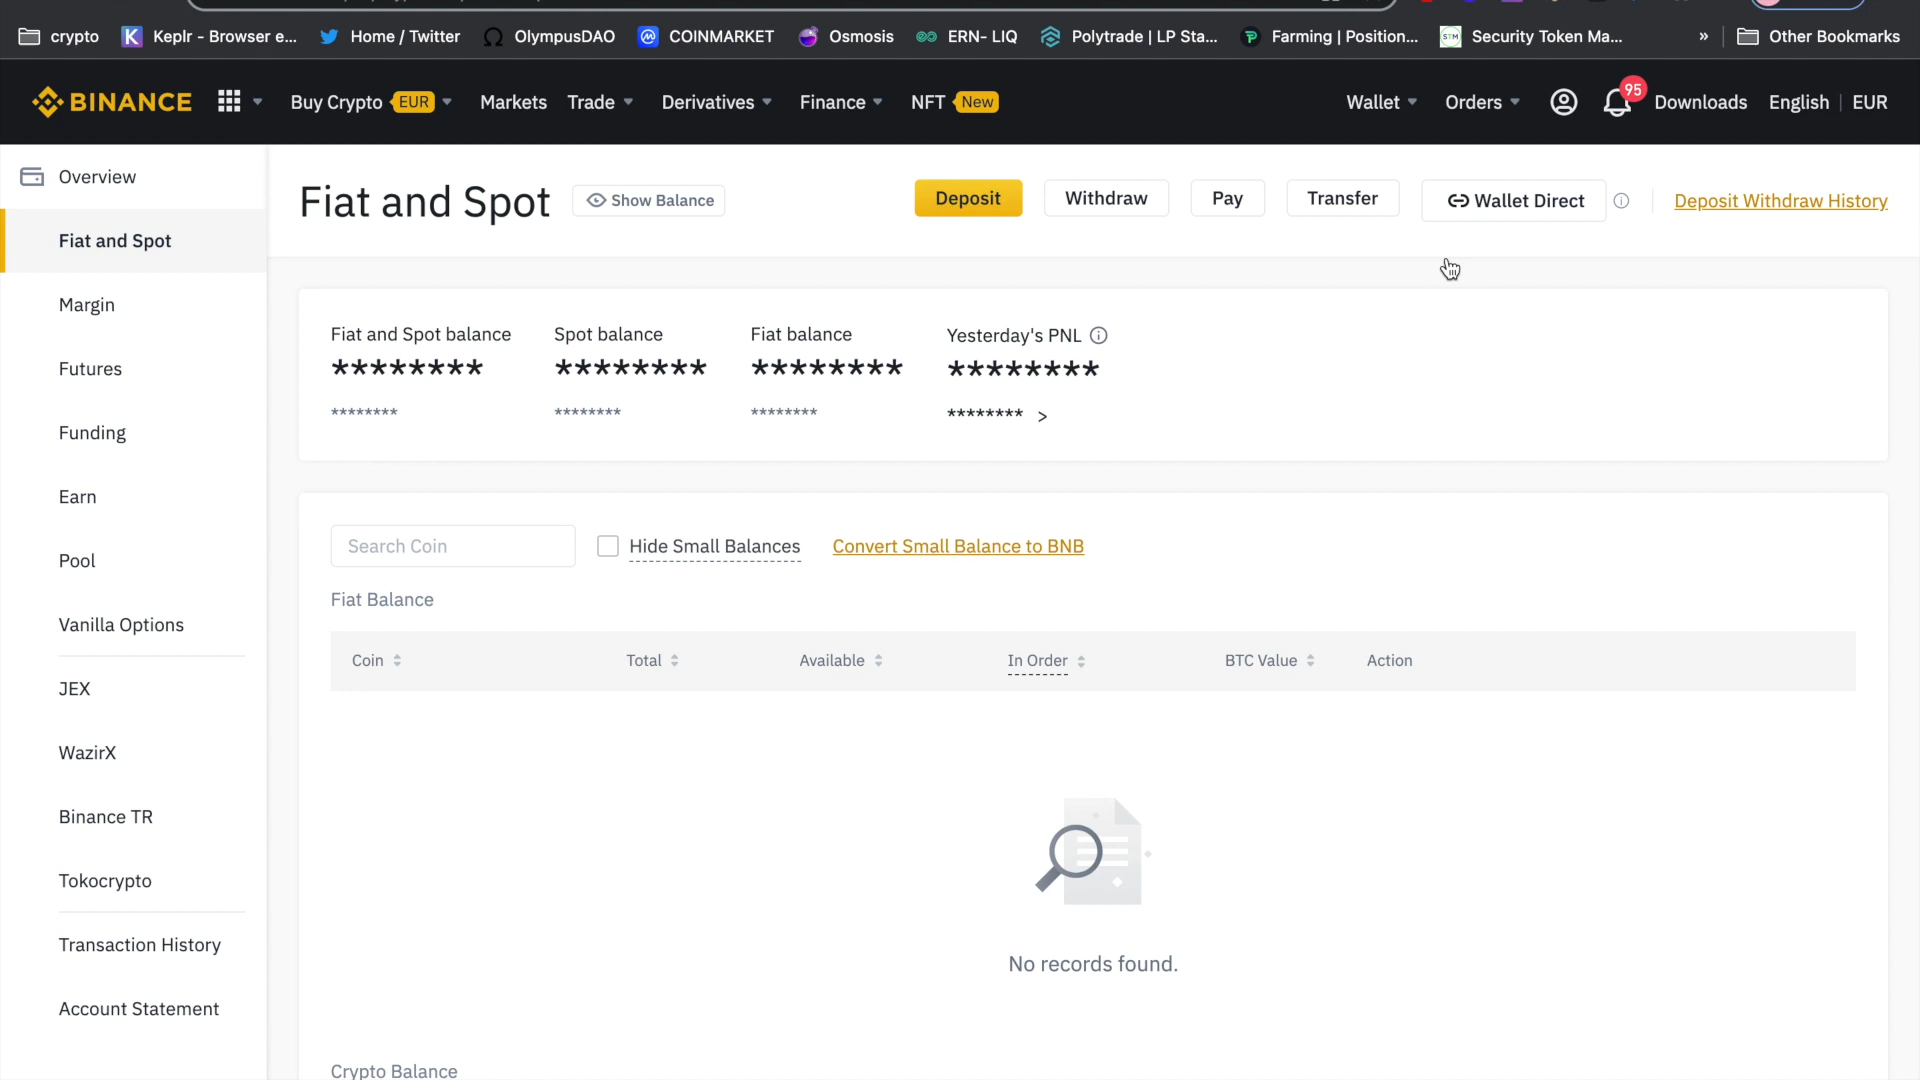 crypto
Keplr - Browser e...
Home / Twitter
OlympusDAO
COINMARKET
Osmosis
ERN- LIQ
Polytrade | LP Sta...
Farming | Position...
STM
Security Token Ma...
»
Other Bookmarks
BINANCE
Buy Crypto EUR
Markets
Trade
Derivatives
Finance
NFT New
Wallet
Orders
95
Downloads
English | EUR
Overview
Fiat and Spot
Margin
Futures
Funding
Earn
Pool
Vanilla Options
JEX
WazirX
Binance TR
Tokocrypto
Transaction History
Account Statement
Fiat and Spot
Show Balance
Deposit
Withdraw
Pay
Transfer
Wallet Direct
Deposit Withdraw History
Fiat and Spot balance
********
********
Spot balance
********
********
Fiat balance
********
********
Yesterday's PNL
********
******** >
Search Coin
Hide Small Balances
Convert Small Balance to BNB
Fiat Balance
Coin
Total
Available
In Order
BTC Value
Action
No records found.
Crypto Balance